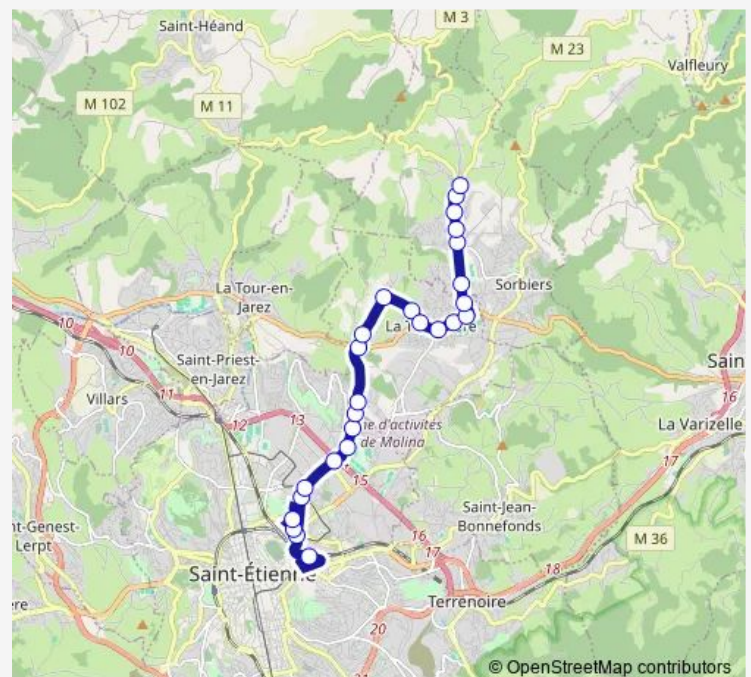 M 3
Saint-Héand
M 23
Valfleury
M 102
M 11
La Tour-en-
Jarez
Sorbiers
10
10
Saint-Priest-
en-Jarez
Villars
11
12
13
Sain
16
La Varizelle
d'activités
de Molina
15
17
Saint-Jean-
Bonnefonds
nt-Genest-
Lerpt
16
17
M 36
18
Saint-Étienne
Terrenoire
ere
20
© OpenStreetMap contributors